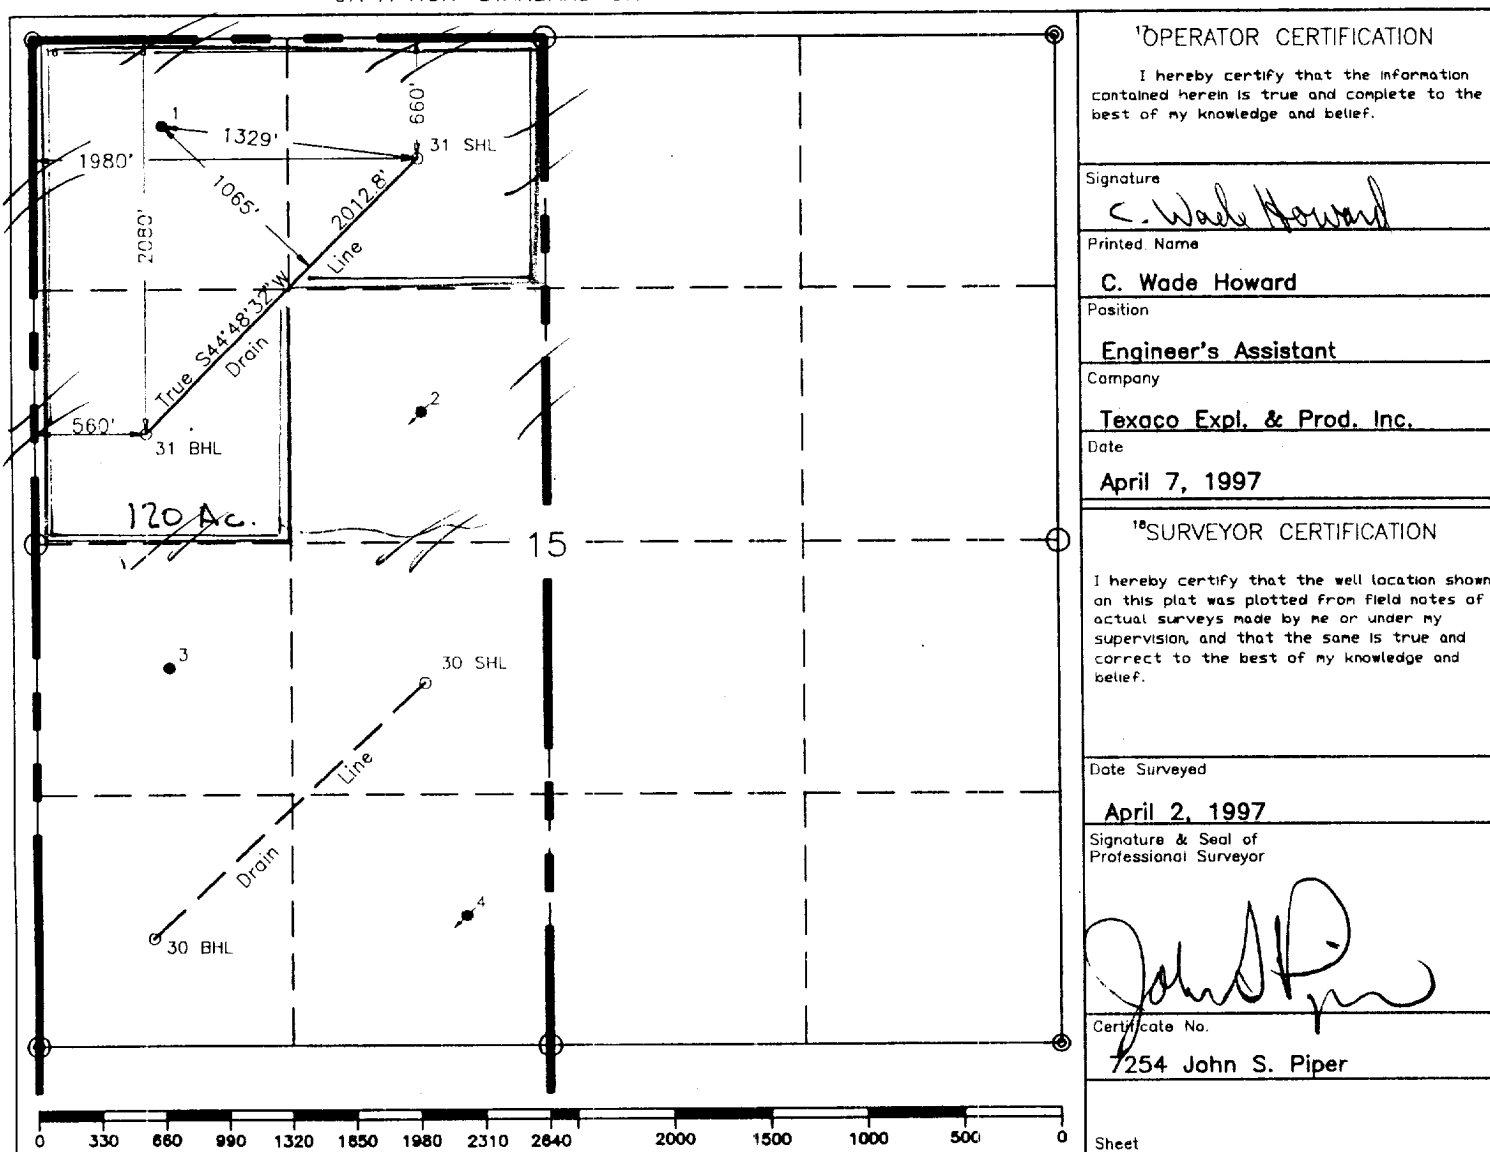 16
1
1329'
660'
31 SHL
1980'
1065'
2012.8'
2080'
Line
True S44°48'32" W
Drain
2
560'
31 BHL
120 Ac.
15
3
30 SHL
Line
Drain
4
30 BHL
0 330 660 990 1320 1650 1980 2310 2640 2000 1500 1000 500 0
17 OPERATOR CERTIFICATION
I hereby certify that the information
contained herein is true and complete to the
best of my knowledge and belief.
Signature
C. Wade Howard
Printed Name
C. Wade Howard
Position
Engineer's Assistant
Company
Texaco Expl. & Prod. Inc.
Date
April 7, 1997
18 SURVEYOR CERTIFICATION
I hereby certify that the well location shown
on this plat was plotted from field notes of
actual surveys made by me or under my
supervision, and that the same is true and
correct to the best of my knowledge and
belief.
Date Surveyed
April 2, 1997
Signature & Seal of
Professional Surveyor
John S Piper
Certificate No.
7254 John S. Piper
Sheet